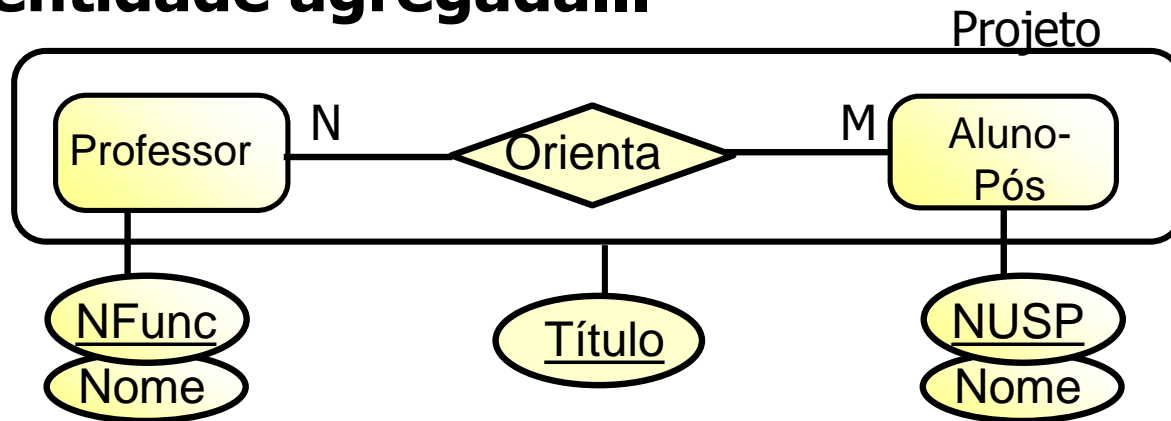 entidade agregada...
Projeto
Professor
N
Orienta
M
Aluno-
Pós
NFunc
Nome
Título
NUSP
Nome